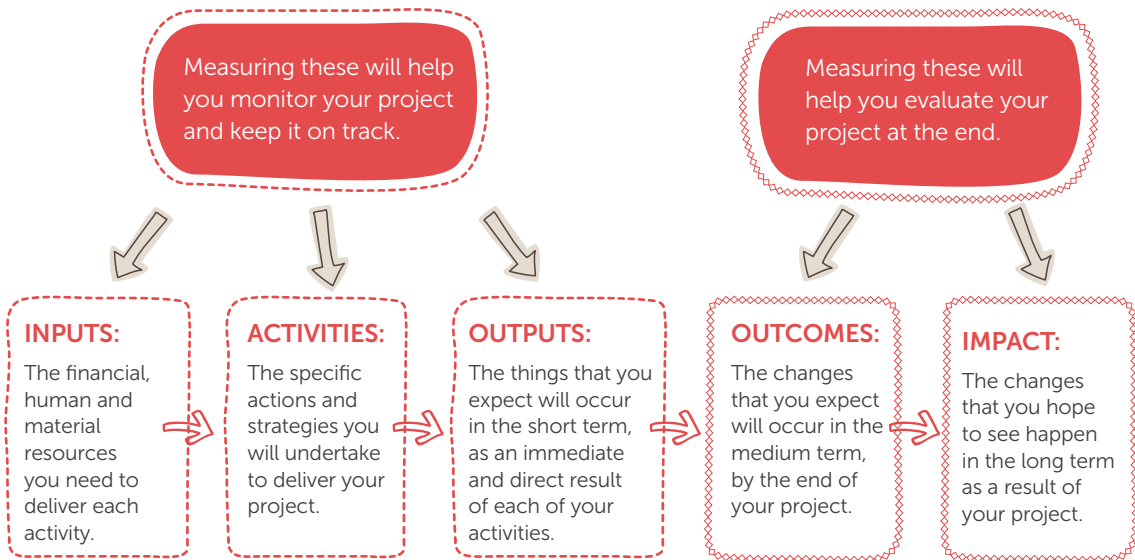 Measuring these will help
you monitor your project
and keep it on track.
Measuring these will
help you evaluate your
project at the end.
INPUTS:
The financial,
human and
material
resources
you need to
deliver each
activity.
ACTIVITIES:
The specific
actions and
strategies you
will undertake
to deliver your
project.
OUTPUTS:
The things that you
expect will occur
in the short term,
as an immediate
and direct result
of each of your
activities.
OUTCOMES:
The changes
that you expect
will occur in the
medium term,
by the end of
your project.
IMPACT:
The changes
that you hope
to see happen
in the long term
as a result of
your project.